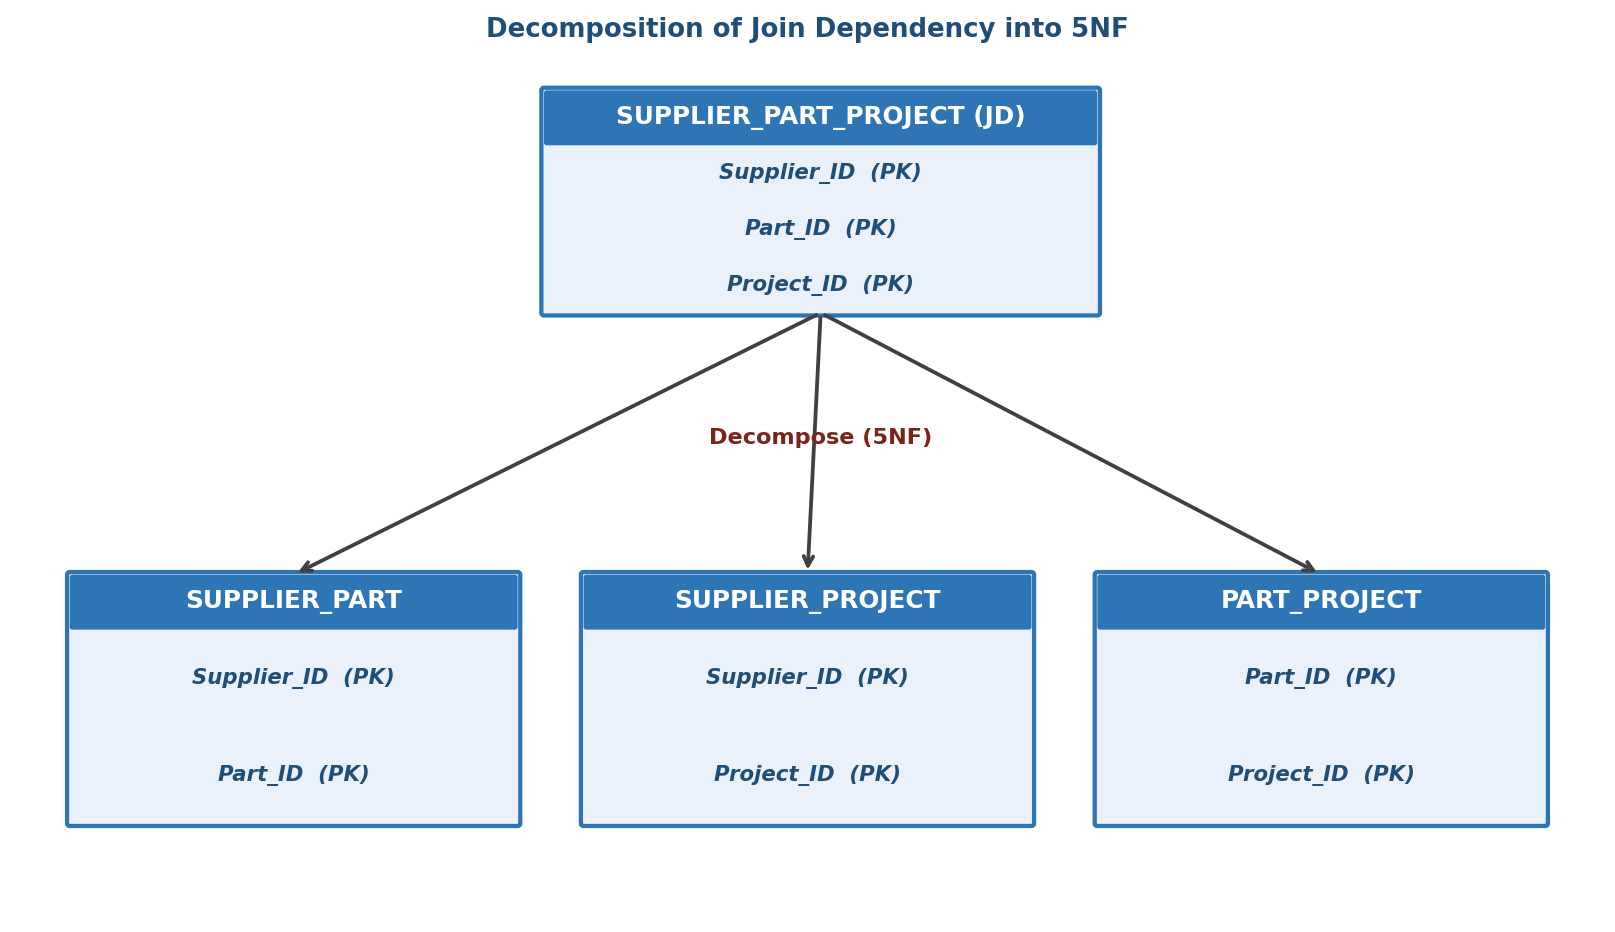 Decomposition of Join Dependency into 5NF
SUPPLIER_PART_PROJECT (JD)
Supplier_ID (PK)
Part_ID (PK)
Project_ID (PK)
Decompose (5NF)
SUPPLIER_PART
Supplier_ID (PK)
Part_ID (PK)
SUPPLIER_PROJECT
Supplier_ID (PK)
Project_ID (PK)
PART_PROJECT
Part_ID (PK)
Project_ID (PK)